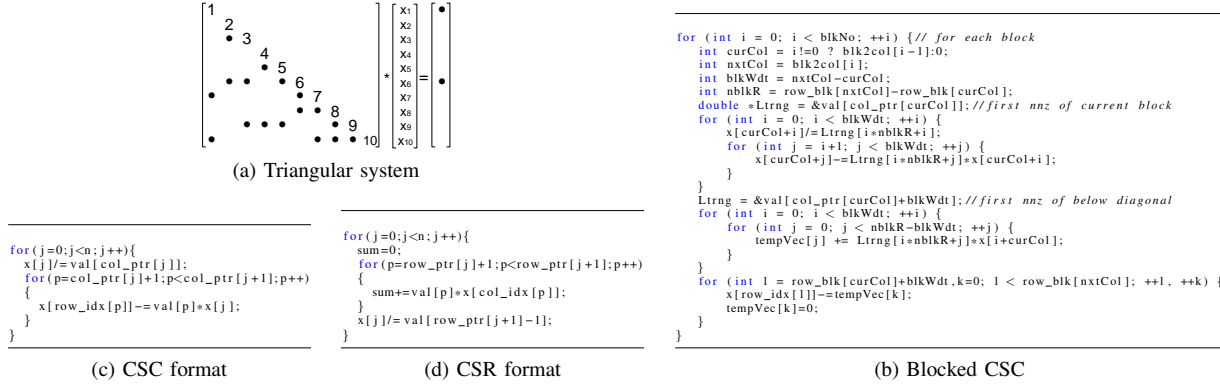 1
2
3
4
5
6
7
8
9
10
*
x1
x2
x3
x4
x5
x6
x7
x8
x9
x10
=
(a) Triangular system
for(j=0;j<n;j++){
x[j]/=val[col_ptr[j]];
for(p=col_ptr[j]+1;p<col_ptr[j+1];p++)
{
x[row_idx[p]]-=val[p]*x[j];
}
}
(c) CSC format
for(j=0;j<n;j++){
sum=0;
for(p=row_ptr[j]+1;p<row_ptr[j+1];p++)
{
sum+=val[p]*x[col_idx[p]];
}
x[j]/=val[row_ptr[j+1]-1];
}
(d) CSR format
for (int i = 0; i < blkNo; ++i) {// for each block
int curCol = i!=0 ? blk2col[i-1]:0;
int nxtCol = blk2col[i];
int blkWdt = nxtCol-curCol;
int nblkR = row_blk[nxtCol]-row_blk[curCol];
double *Ltrng = &val[col_ptr[curCol]];//first nnz of current block
for (int i = 0; i < blkWdt; ++i) {
x[curCol+i]/=Ltrng[i*nblkR+i];
for (int j = i+1; j < blkWdt; ++j) {
x[curCol+j]-=Ltrng[i*nblkR+j]*x[curCol+i];
}
}
Ltrng = &val[col_ptr[curCol]+blkWdt];//first nnz of below diagonal
for (int i = 0; i < blkWdt; ++i) {
for (int j = 0; j < nblkR-blkWdt; ++j) {
tempVec[j] += Ltrng[i*nblkR+j]*x[i+curCol];
}
}
for (int l = row_blk[curCol]+blkWdt,k=0; l < row_blk[nxtCol]; ++l, ++k) {
x[row_idx[l]]-=tempVec[k];
tempVec[k]=0;
}
}
(b) Blocked CSC